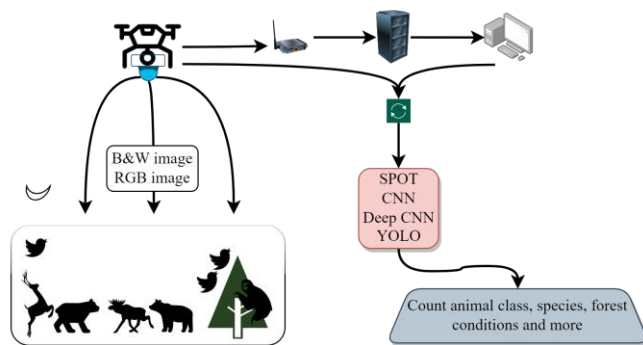 B&W image
RGB image
SPOT
CNN
Deep CNN
YOLO
Count animal class, species, forest
conditions and more